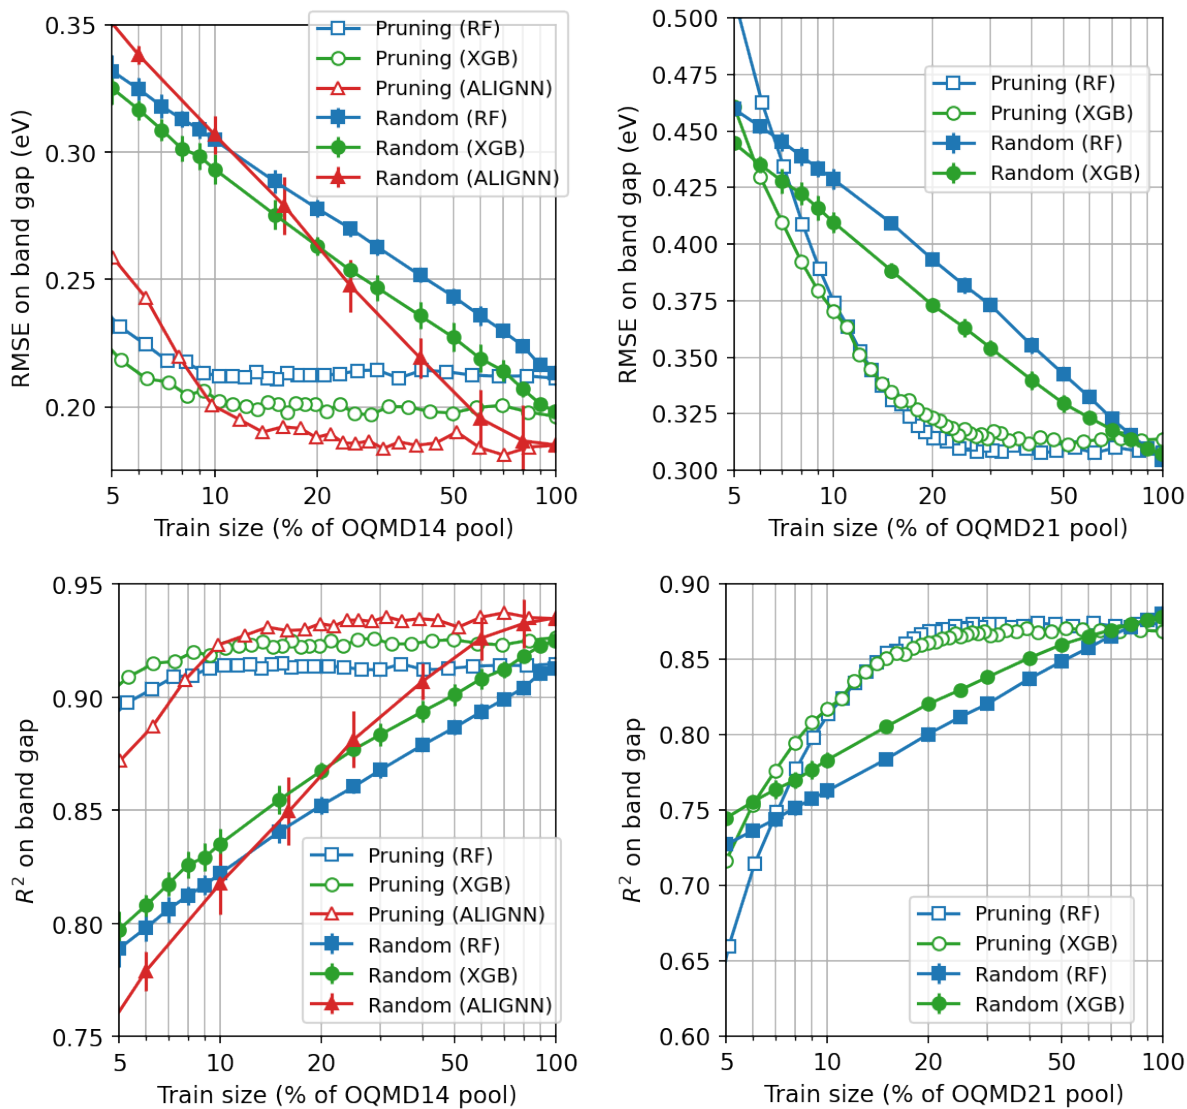 0.35
0.30
0.25
0.20
RMSE on band gap (eV)
Pruning (RF)
Pruning (XGB)
Pruning (ALIGNN)
Random (RF)
Random (XGB)
Random (ALIGNN)
5 10 20 50 100
Train size (% of OQMD14 pool)
0.500
0.475
0.450
0.425
0.400
0.375
0.350
0.325
0.300
RMSE on band gap (eV)
Pruning (RF)
Pruning (XGB)
Random (RF)
Random (XGB)
5 10 20 50 100
Train size (% of OQMD21 pool)
0.95
0.90
0.85
0.80
0.75
R² on band gap
Pruning (RF)
Pruning (XGB)
Pruning (ALIGNN)
Random (RF)
Random (XGB)
Random (ALIGNN)
5 10 20 50 100
Train size (% of OQMD14 pool)
0.90
0.85
0.80
0.75
0.70
0.65
0.60
R² on band gap
Pruning (RF)
Pruning (XGB)
Random (RF)
Random (XGB)
5 10 20 50 100
Train size (% of OQMD21 pool)